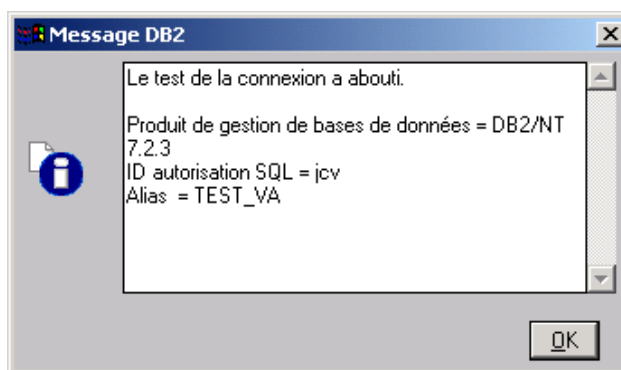 Message DB2
Le test de la connexion a abouti.
Produit de gestion de bases de données = DB2/NT
7.2.3
ID autorisation SQL = jcv
Alias  = TEST_VA
OK